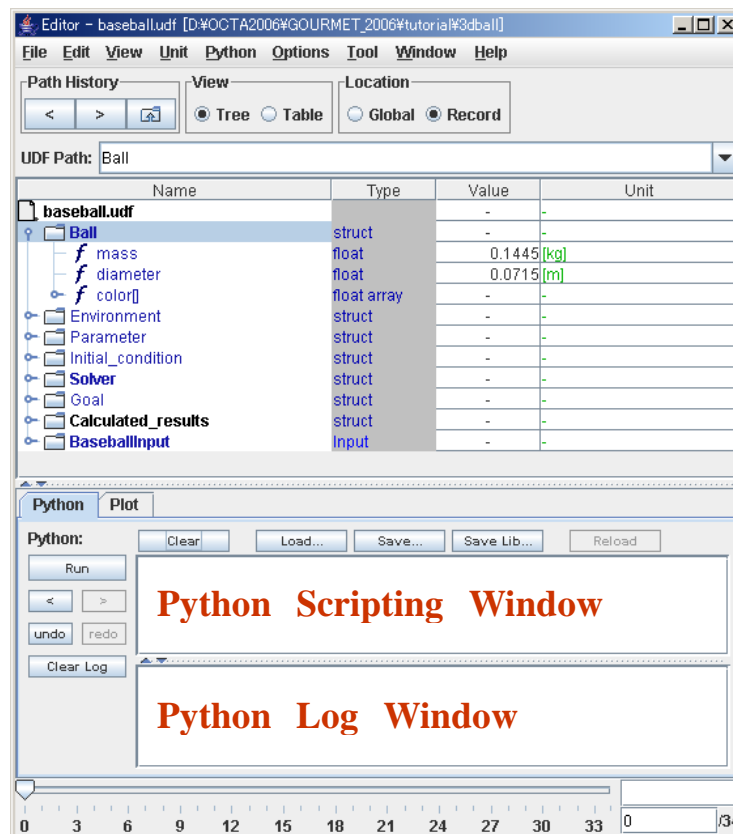 Editor - baseball.udf [D:¥OCTA2006¥GOURMET_2006¥tutorial¥3dball]
File Edit View Unit Python Options Tool Window Help
Path History View Location
< > Tree Table Global Record
UDF Path: Ball
Name Type Value Unit
baseball.udf - -
Ball struct - -
f mass float 0.1445 [kg]
f diameter float 0.0715 [m]
f color[] float array - -
Environment struct - -
Parameter struct - -
Initial_condition struct - -
Solver struct - -
Goal struct - -
Calculated_results struct - -
BaseballInput Input - -
Python Plot
Python: Clear Load... Save... Save Lib... Reload
Run
< >
undo redo
Clear Log
Python Scripting Window
Python Log Window
0 3 6 9 12 15 18 21 24 27 30 33
0